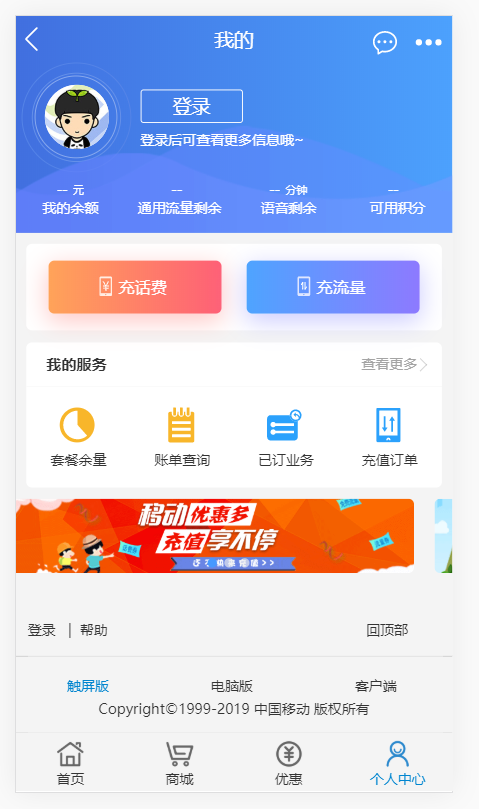 我的
登录
登录后可查看更多信息哦~
-- 元 -- -- 分钟 --
我的余额 通用流量剩余 语音剩余 可用积分
充话费 充流量
我的服务 查看更多
套餐余量 账单查询 已订业务 充值订单
移动优惠多
充值享不停
登录 | 帮助 回顶部
触屏版 电脑版 客户端
Copyright©1999-2019 中国移动 版权所有
首页 商城 优惠 个人中心